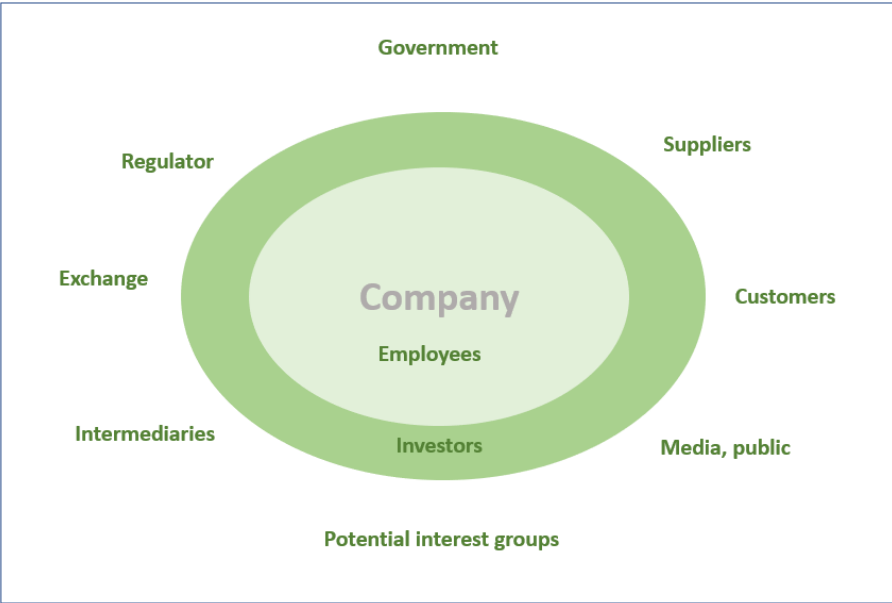 Government
Suppliers
Regulator
Exchange
Company
Customers
Employees
Intermediaries
Investors
Media, public
Potential interest groups